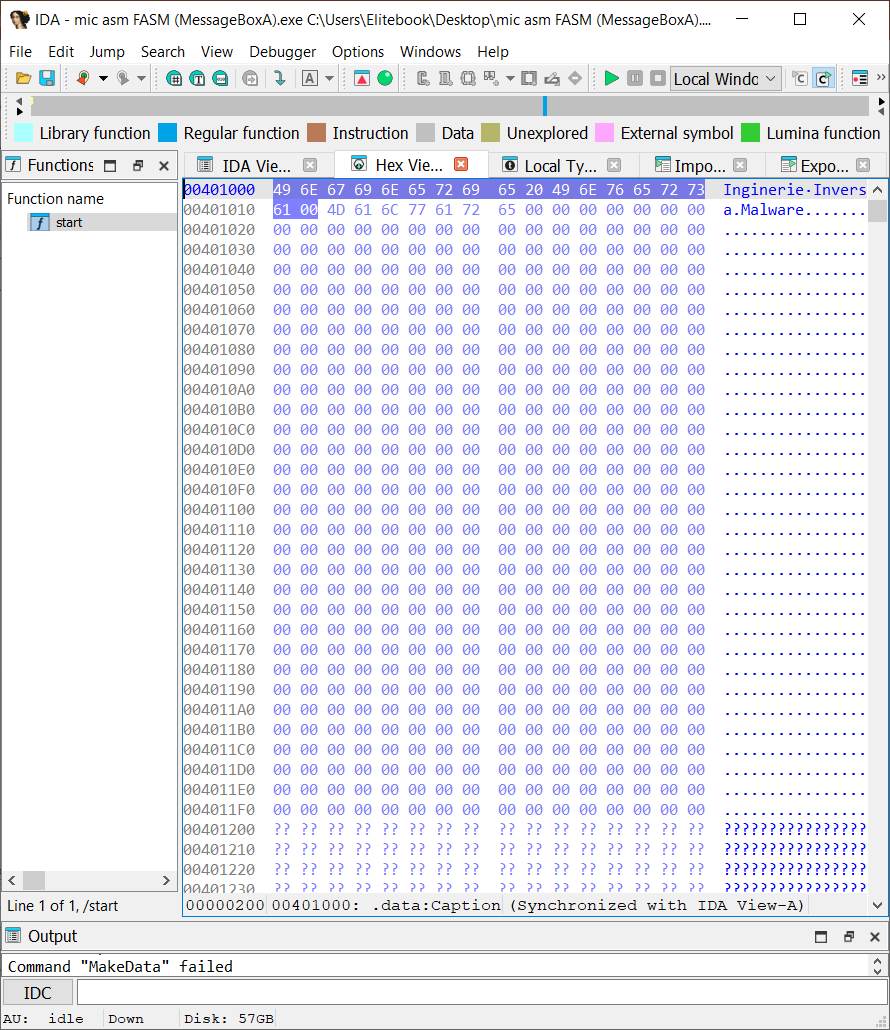 IDA - mic asm FASM (MessageBoxA).exe C:\Users\Elitebook\Desktop\mic asm FASM (MessageBoxA)....
File Edit Jump Search View Debugger Options Windows Help
Local Windo
Library function Regular function Instruction Data Unexplored External symbol Lumina function
Functions
IDA Vie... Hex Vie... Local Ty... Impo... Expo...
Function name
start
00401000 49 6E 67 69 6E 65 72 69 65 20 49 6E 76 65 72 73 Inginerie·Invers
00401010 61 00 4D 61 6C 77 61 72 65 00 00 00 00 00 00 00 a.Malware.......
00401020 00 00 00 00 00 00 00 00 00 00 00 00 00 00 00 00 ................
00401030 00 00 00 00 00 00 00 00 00 00 00 00 00 00 00 00 ................
00401040 00 00 00 00 00 00 00 00 00 00 00 00 00 00 00 00 ................
00401050 00 00 00 00 00 00 00 00 00 00 00 00 00 00 00 00 ................
00401060 00 00 00 00 00 00 00 00 00 00 00 00 00 00 00 00 ................
00401070 00 00 00 00 00 00 00 00 00 00 00 00 00 00 00 00 ................
00401080 00 00 00 00 00 00 00 00 00 00 00 00 00 00 00 00 ................
00401090 00 00 00 00 00 00 00 00 00 00 00 00 00 00 00 00 ................
004010A0 00 00 00 00 00 00 00 00 00 00 00 00 00 00 00 00 ................
004010B0 00 00 00 00 00 00 00 00 00 00 00 00 00 00 00 00 ................
004010C0 00 00 00 00 00 00 00 00 00 00 00 00 00 00 00 00 ................
004010D0 00 00 00 00 00 00 00 00 00 00 00 00 00 00 00 00 ................
004010E0 00 00 00 00 00 00 00 00 00 00 00 00 00 00 00 00 ................
004010F0 00 00 00 00 00 00 00 00 00 00 00 00 00 00 00 00 ................
00401100 00 00 00 00 00 00 00 00 00 00 00 00 00 00 00 00 ................
00401110 00 00 00 00 00 00 00 00 00 00 00 00 00 00 00 00 ................
00401120 00 00 00 00 00 00 00 00 00 00 00 00 00 00 00 00 ................
00401130 00 00 00 00 00 00 00 00 00 00 00 00 00 00 00 00 ................
00401140 00 00 00 00 00 00 00 00 00 00 00 00 00 00 00 00 ................
00401150 00 00 00 00 00 00 00 00 00 00 00 00 00 00 00 00 ................
00401160 00 00 00 00 00 00 00 00 00 00 00 00 00 00 00 00 ................
00401170 00 00 00 00 00 00 00 00 00 00 00 00 00 00 00 00 ................
00401180 00 00 00 00 00 00 00 00 00 00 00 00 00 00 00 00 ................
00401190 00 00 00 00 00 00 00 00 00 00 00 00 00 00 00 00 ................
004011A0 00 00 00 00 00 00 00 00 00 00 00 00 00 00 00 00 ................
004011B0 00 00 00 00 00 00 00 00 00 00 00 00 00 00 00 00 ................
004011C0 00 00 00 00 00 00 00 00 00 00 00 00 00 00 00 00 ................
004011D0 00 00 00 00 00 00 00 00 00 00 00 00 00 00 00 00 ................
004011E0 00 00 00 00 00 00 00 00 00 00 00 00 00 00 00 00 ................
004011F0 00 00 00 00 00 00 00 00 00 00 00 00 00 00 00 00 ................
00401200 ?? ?? ?? ?? ?? ?? ?? ?? ?? ?? ?? ?? ?? ?? ?? ?? ????????????????
00401210 ?? ?? ?? ?? ?? ?? ?? ?? ?? ?? ?? ?? ?? ?? ?? ?? ????????????????
00401220 ?? ?? ?? ?? ?? ?? ?? ?? ?? ?? ?? ?? ?? ?? ?? ?? ????????????????
00401230 ?? ?? ?? ?? ?? ?? ?? ?? ?? ?? ?? ?? ?? ?? ?? ?? ????????????????
Line 1 of 1, /start
00000200 00401000: .data:Caption (Synchronized with IDA View-A)
Output
Command "MakeData" failed
IDC
AU: idle Down Disk: 57GB